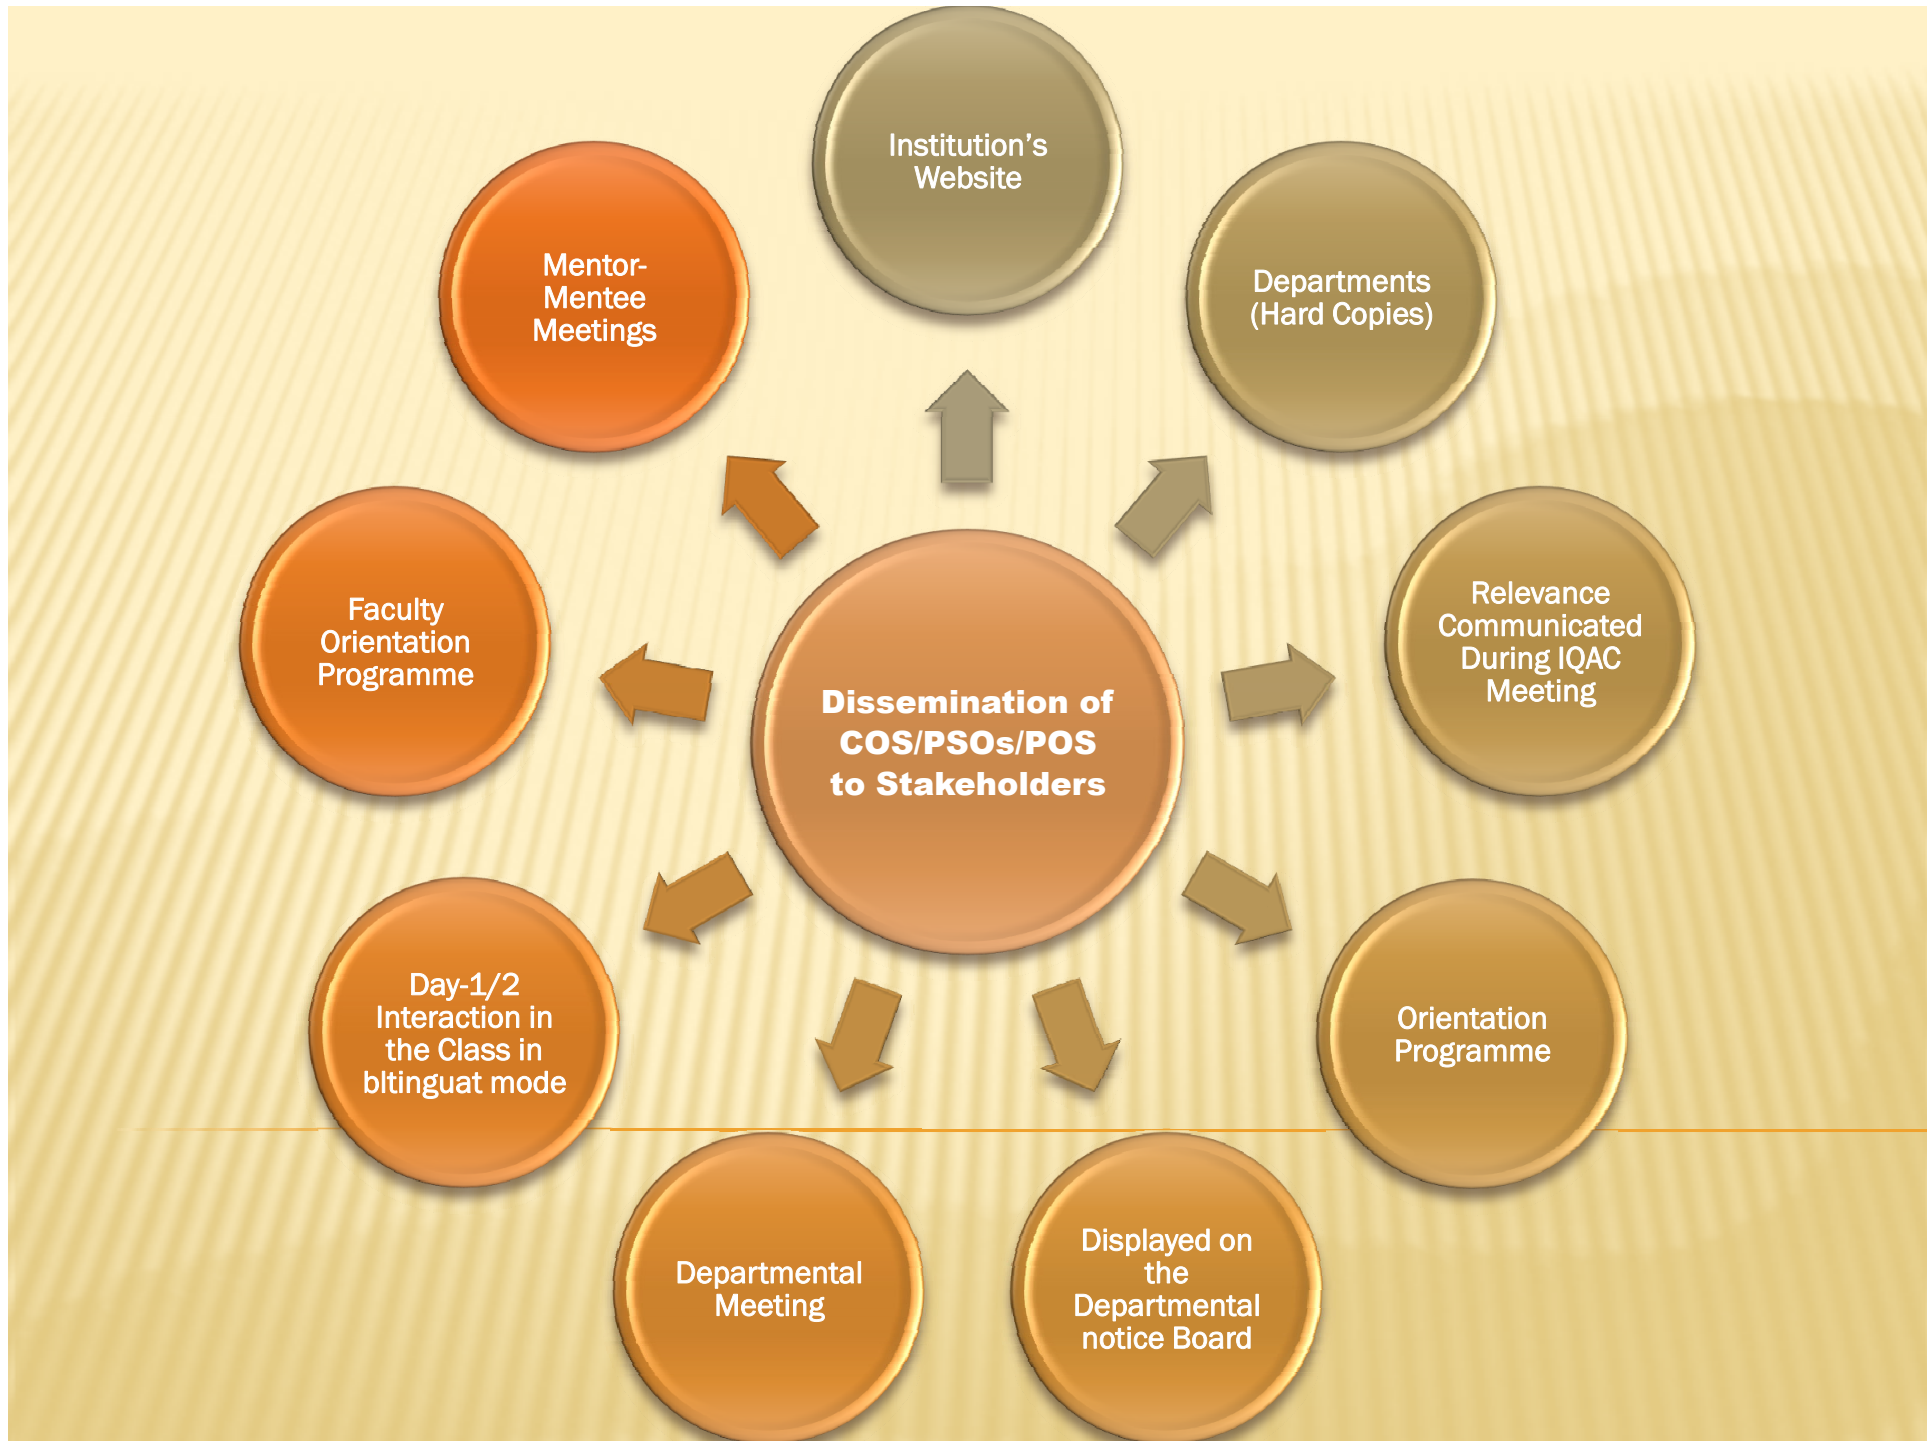 Institution’s
Website
Departments
(Hard Copies)
Relevance
Communicated
During IQAC
Meeting
Orientation
Programme
Displayed on
the
Departmental
notice Board
Departmental
Meeting
Day-1/2
Interaction in
the Class in
bltinguat mode
Faculty
Orientation
Programme
Mentor-
Mentee
Meetings
Dissemination of
COS/PSOs/POS
to Stakeholders